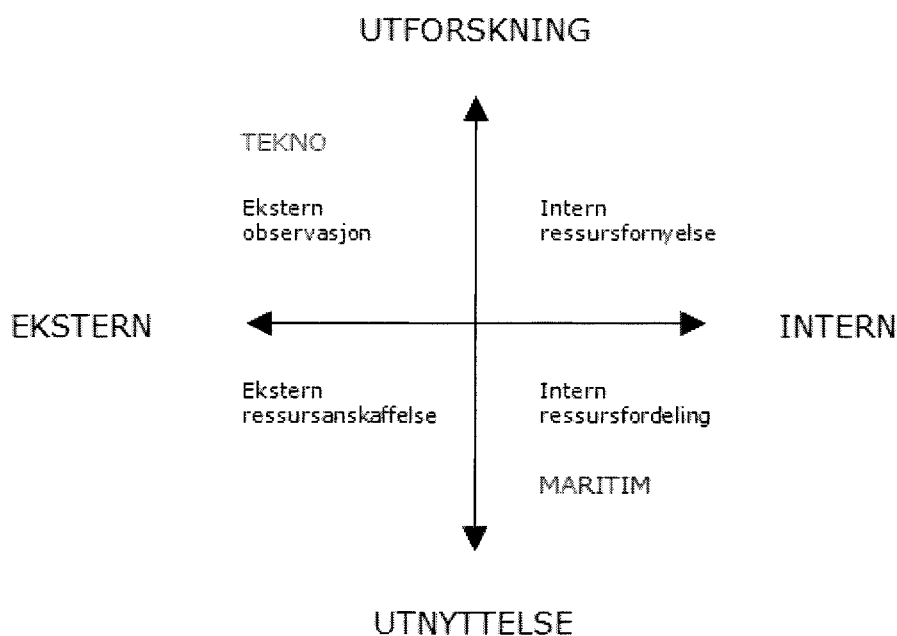 UTFORSKNING
TEKNO
Ekstern
observasjon
Intern
ressursfornyelse
EKSTERN
INTERN
Ekstern
ressursanskaffelse
Intern
ressursfordeling
MARITIM
UTNYTTELSE